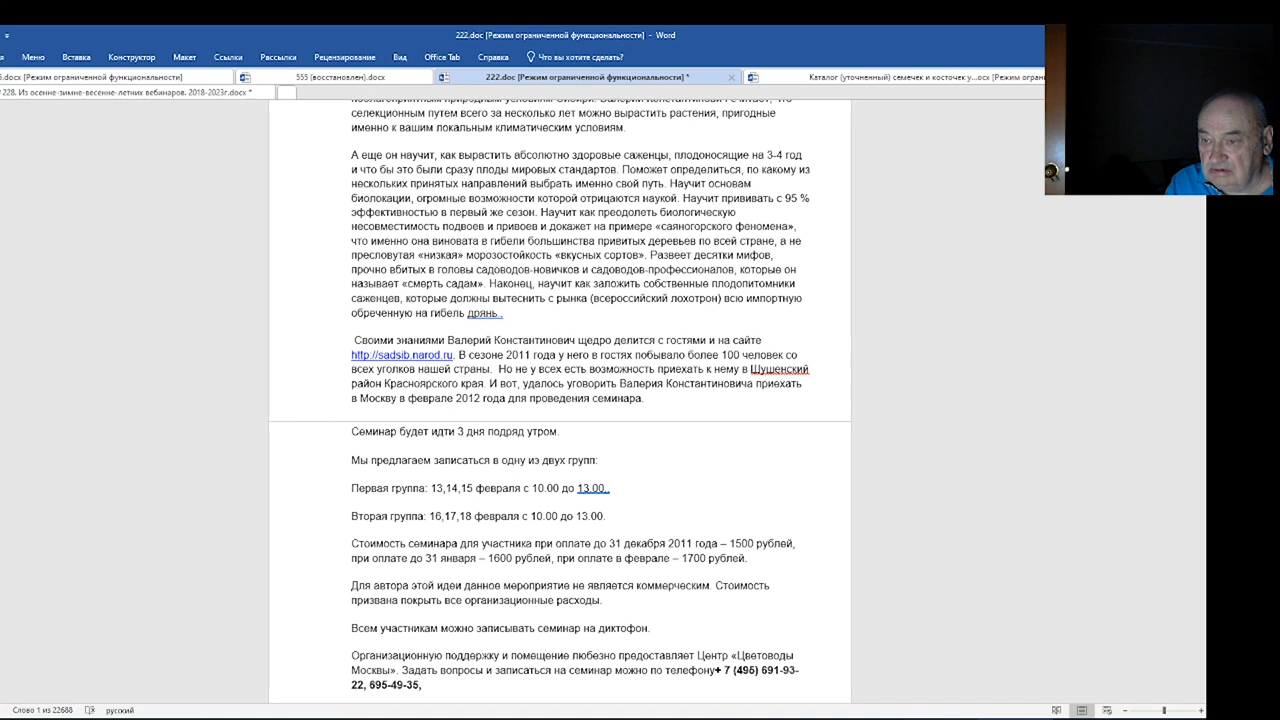 222.doc [Режим ограниченной функциональности] - Word
Меню Вставка Конструктор Макет Ссылки Рассылки Рецензирование Вид Office Tab Справка Что вы хотите сделать?
.docx [Режим ограниченной функциональности] 555 (восстановлен).docx 222.doc [Режим ограниченной функциональности] * Каталог (уточненный) семечек и косточек у...ocx [Режим
228. Из осенне-зимне-весенне-летних вебинаров. 2018-2023г.docx *
селекционным путем всего за несколько лет можно вырастить растения, пригодные
именно к вашим локальным климатическим условиям.
А еще он научит, как вырастить абсолютно здоровые саженцы, плодоносящие на 3-4 год
и что бы это были сразу плоды мировых стандартов. Поможет определиться, по какому из
нескольких принятых направлений выбрать именно свой путь. Научит основам
биолокации, огромные возможности которой отрицаются наукой. Научит прививать с 95 %
эффективностью в первый же сезон. Научит как преодолеть биологическую
несовместимость подвоев и привоев и докажет на примере «саяногорского феномена»,
что именно она виновата в гибели большинства привитых деревьев по всей стране, а не
пресловутая «низкая» морозостойкость «вкусных сортов». Развеет десятки мифов,
прочно вбитых в головы садоводов-новичков и садоводов-профессионалов, которые он
называет «смерть садам». Наконец, научит как заложить собственные плодопитомники
саженцев, которые должны вытеснить с рынка (всероссийский лохотрон) всю импортную
обреченную на гибель дрянь .
Своими знаниями Валерий Константинович щедро делится с гостями и на сайте
http://sadsib.narod.ru. В сезоне 2011 года у него в гостях побывало более 100 человек со
всех уголков нашей страны. Но не у всех есть возможность приехать к нему в Шушенский
район Красноярского края. И вот, удалось уговорить Валерия Константиновича приехать
в Москву в феврале 2012 года для проведения семинара.
Семинар будет идти 3 дня подряд утром.
Мы предлагаем записаться в одну из двух групп:
Первая группа: 13,14,15 февраля с 10.00 до 13.00..
Вторая группа: 16,17,18 февраля с 10.00 до 13.00.
Стоимость семинара для участника при оплате до 31 декабря 2011 года – 1500 рублей,
при оплате до 31 января – 1600 рублей, при оплате в феврале – 1700 рублей.
Для автора этой идеи данное мероприятие не является коммерческим. Стоимость
призвана покрыть все организационные расходы.
Всем участникам можно записывать семинар на диктофон.
Организационную поддержку и помещение любезно предоставляет Центр «Цветоводы
Москвы». Задать вопросы и записаться на семинар можно по телефону+ 7 (495) 691-93-
22, 695-49-35,
Слово 1 из 22688 русский